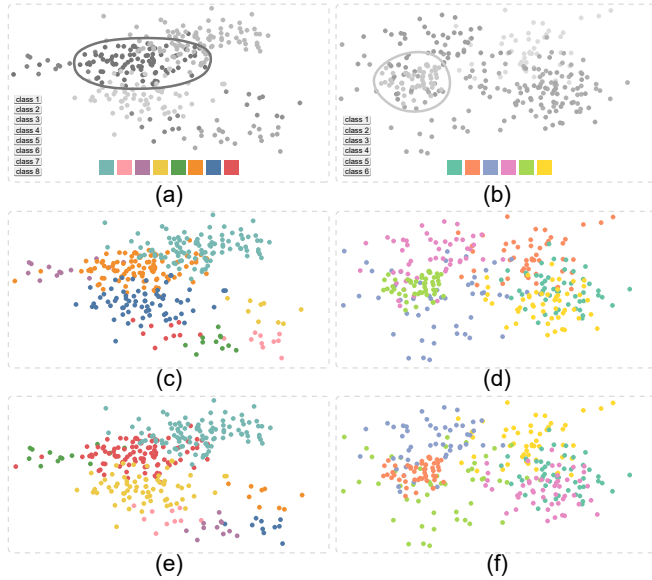 class 1
class 2
class 3
class 4
class 5
class 6
class 7
class 8
(a)
class 1
class 2
class 3
class 4
class 5
class 6
(b)
(c)
(d)
(e)
(f)